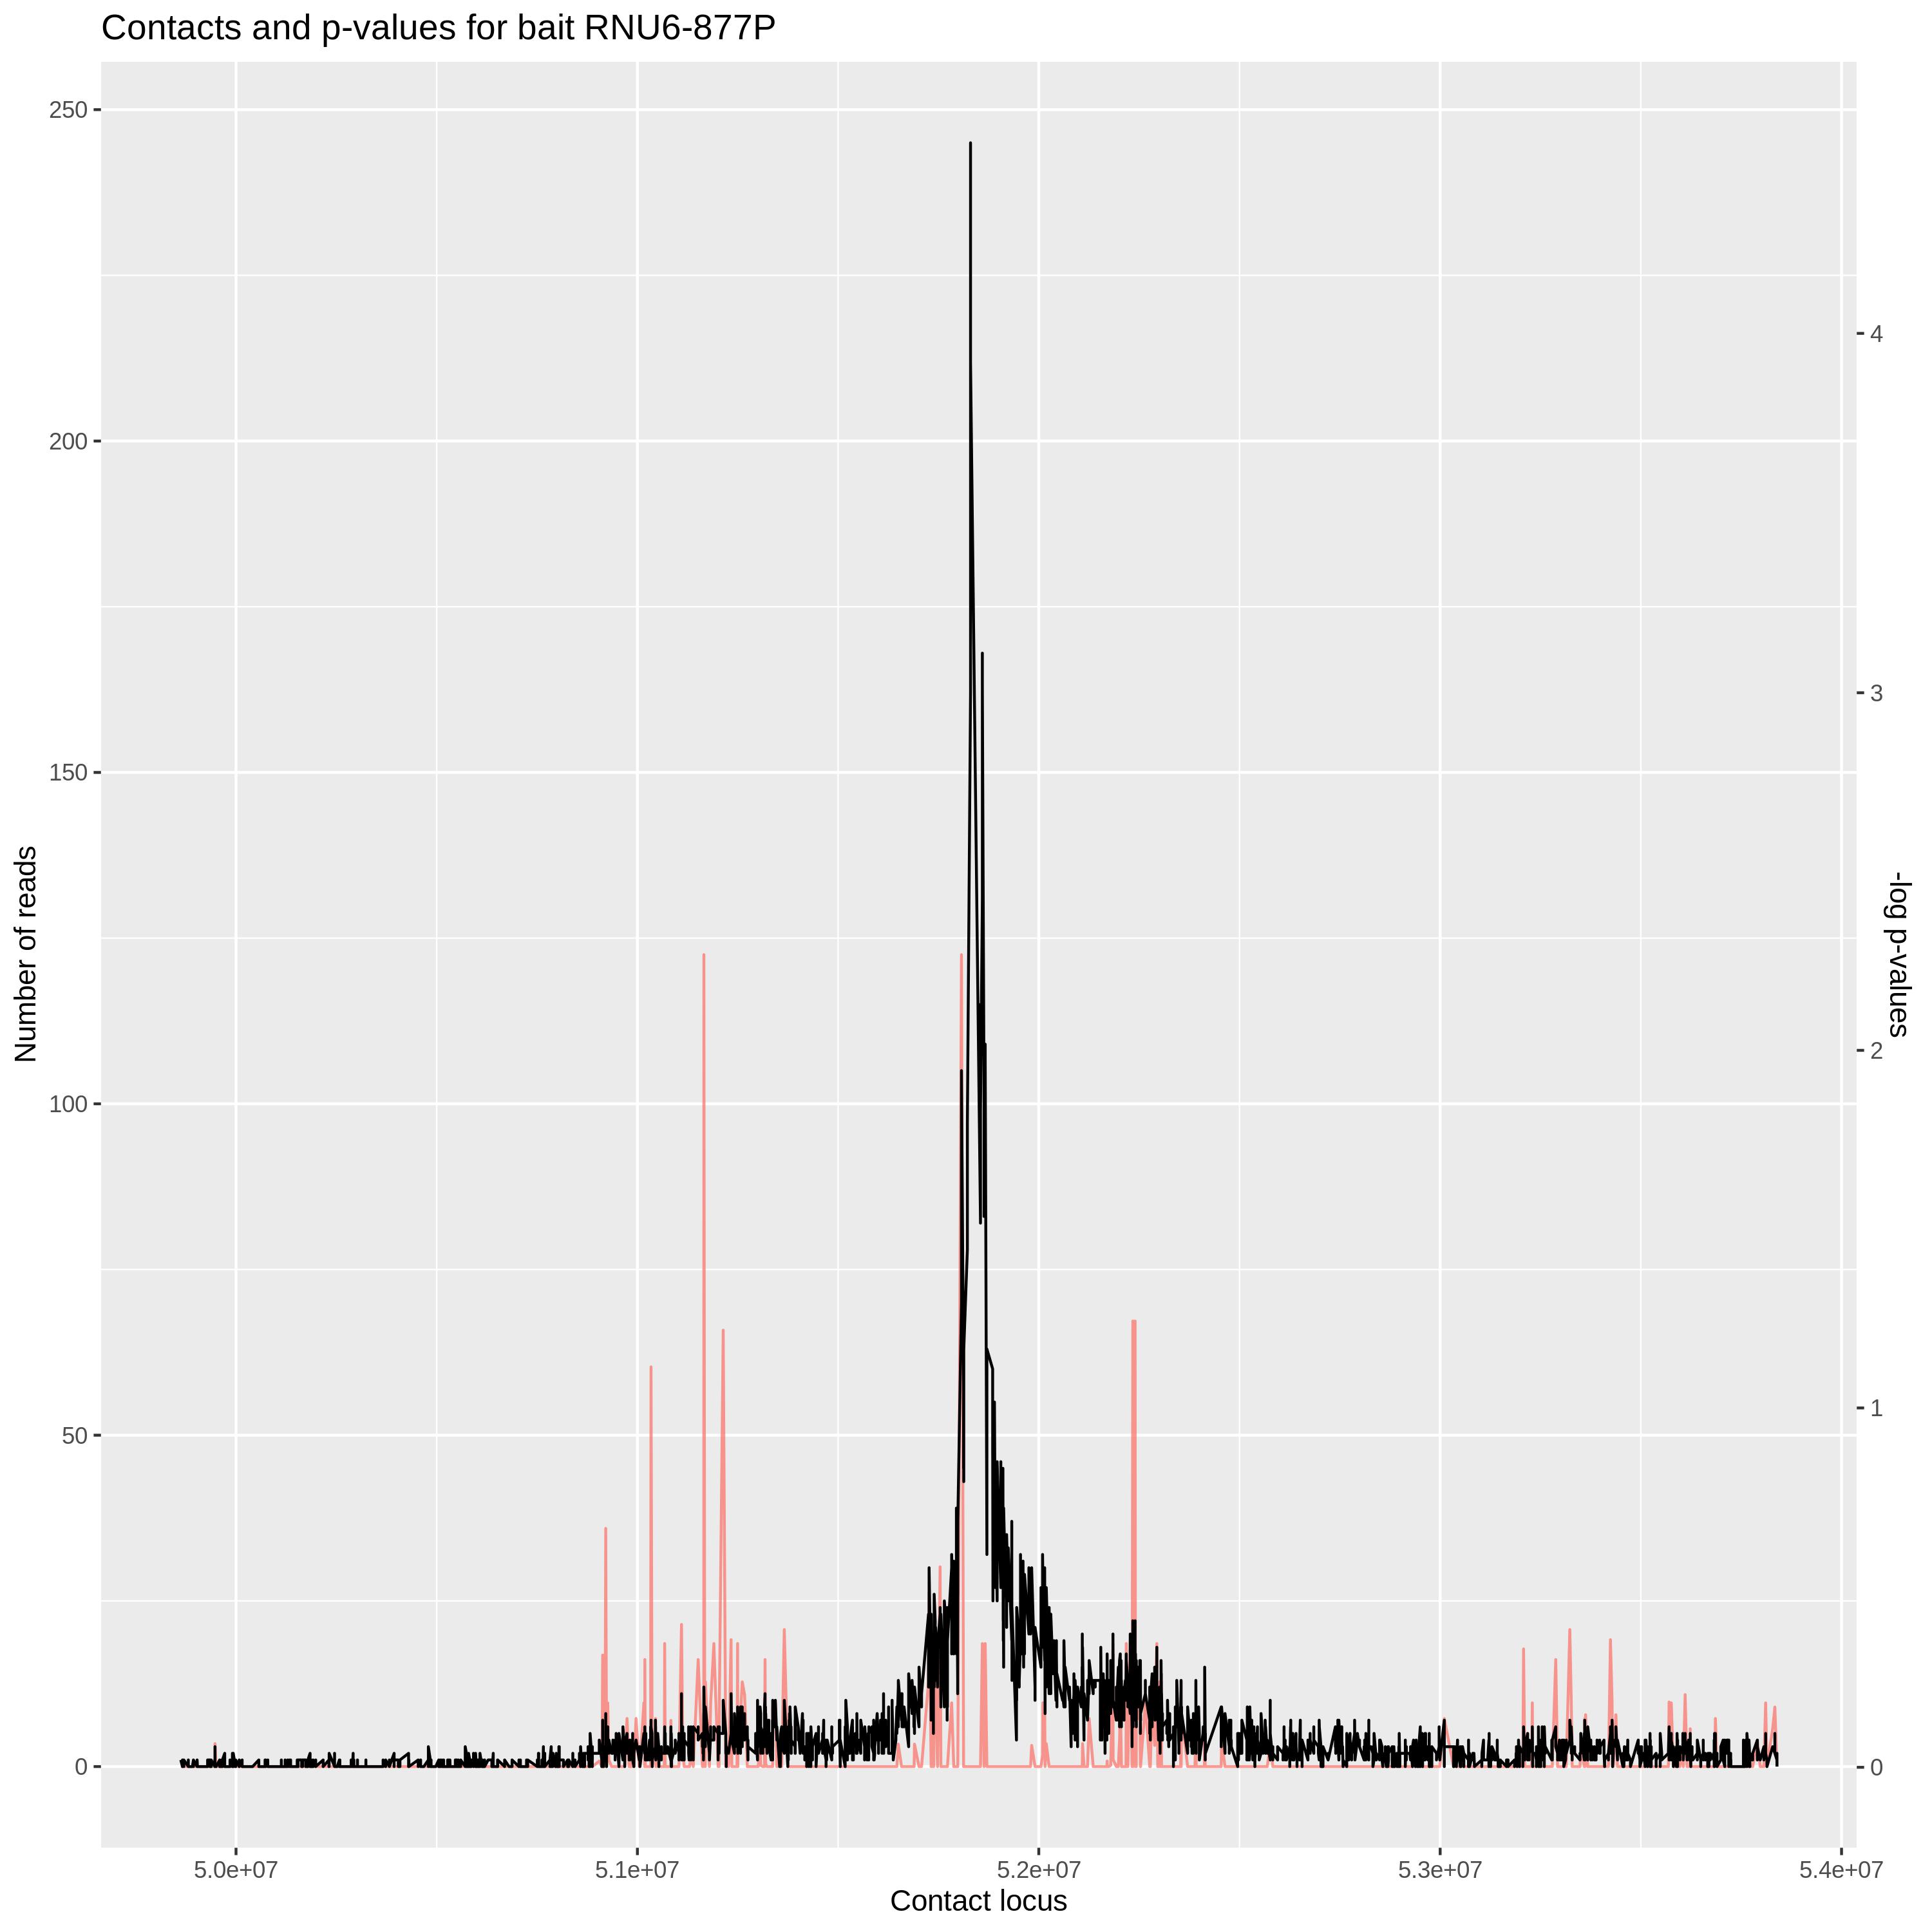 Contacts and p-values for bait RNU6-877P
250
200
150
100
50
0
Number of reads
4
3
2
1
0
-log p-values
5.0e+07
5.1e+07
5.2e+07
5.3e+07
5.4e+07
Contact locus